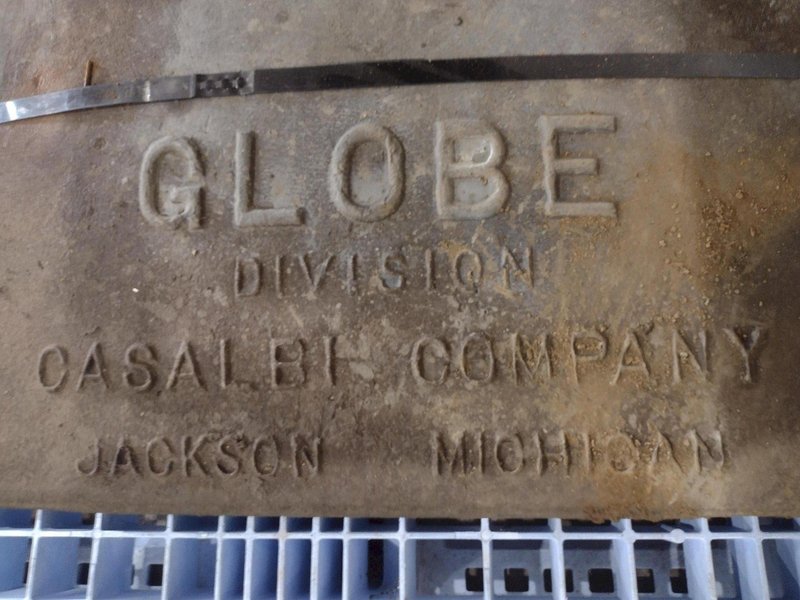 GLOBE
DIVISION
CASALBI COMPANY
JACKSON MICHIGAN